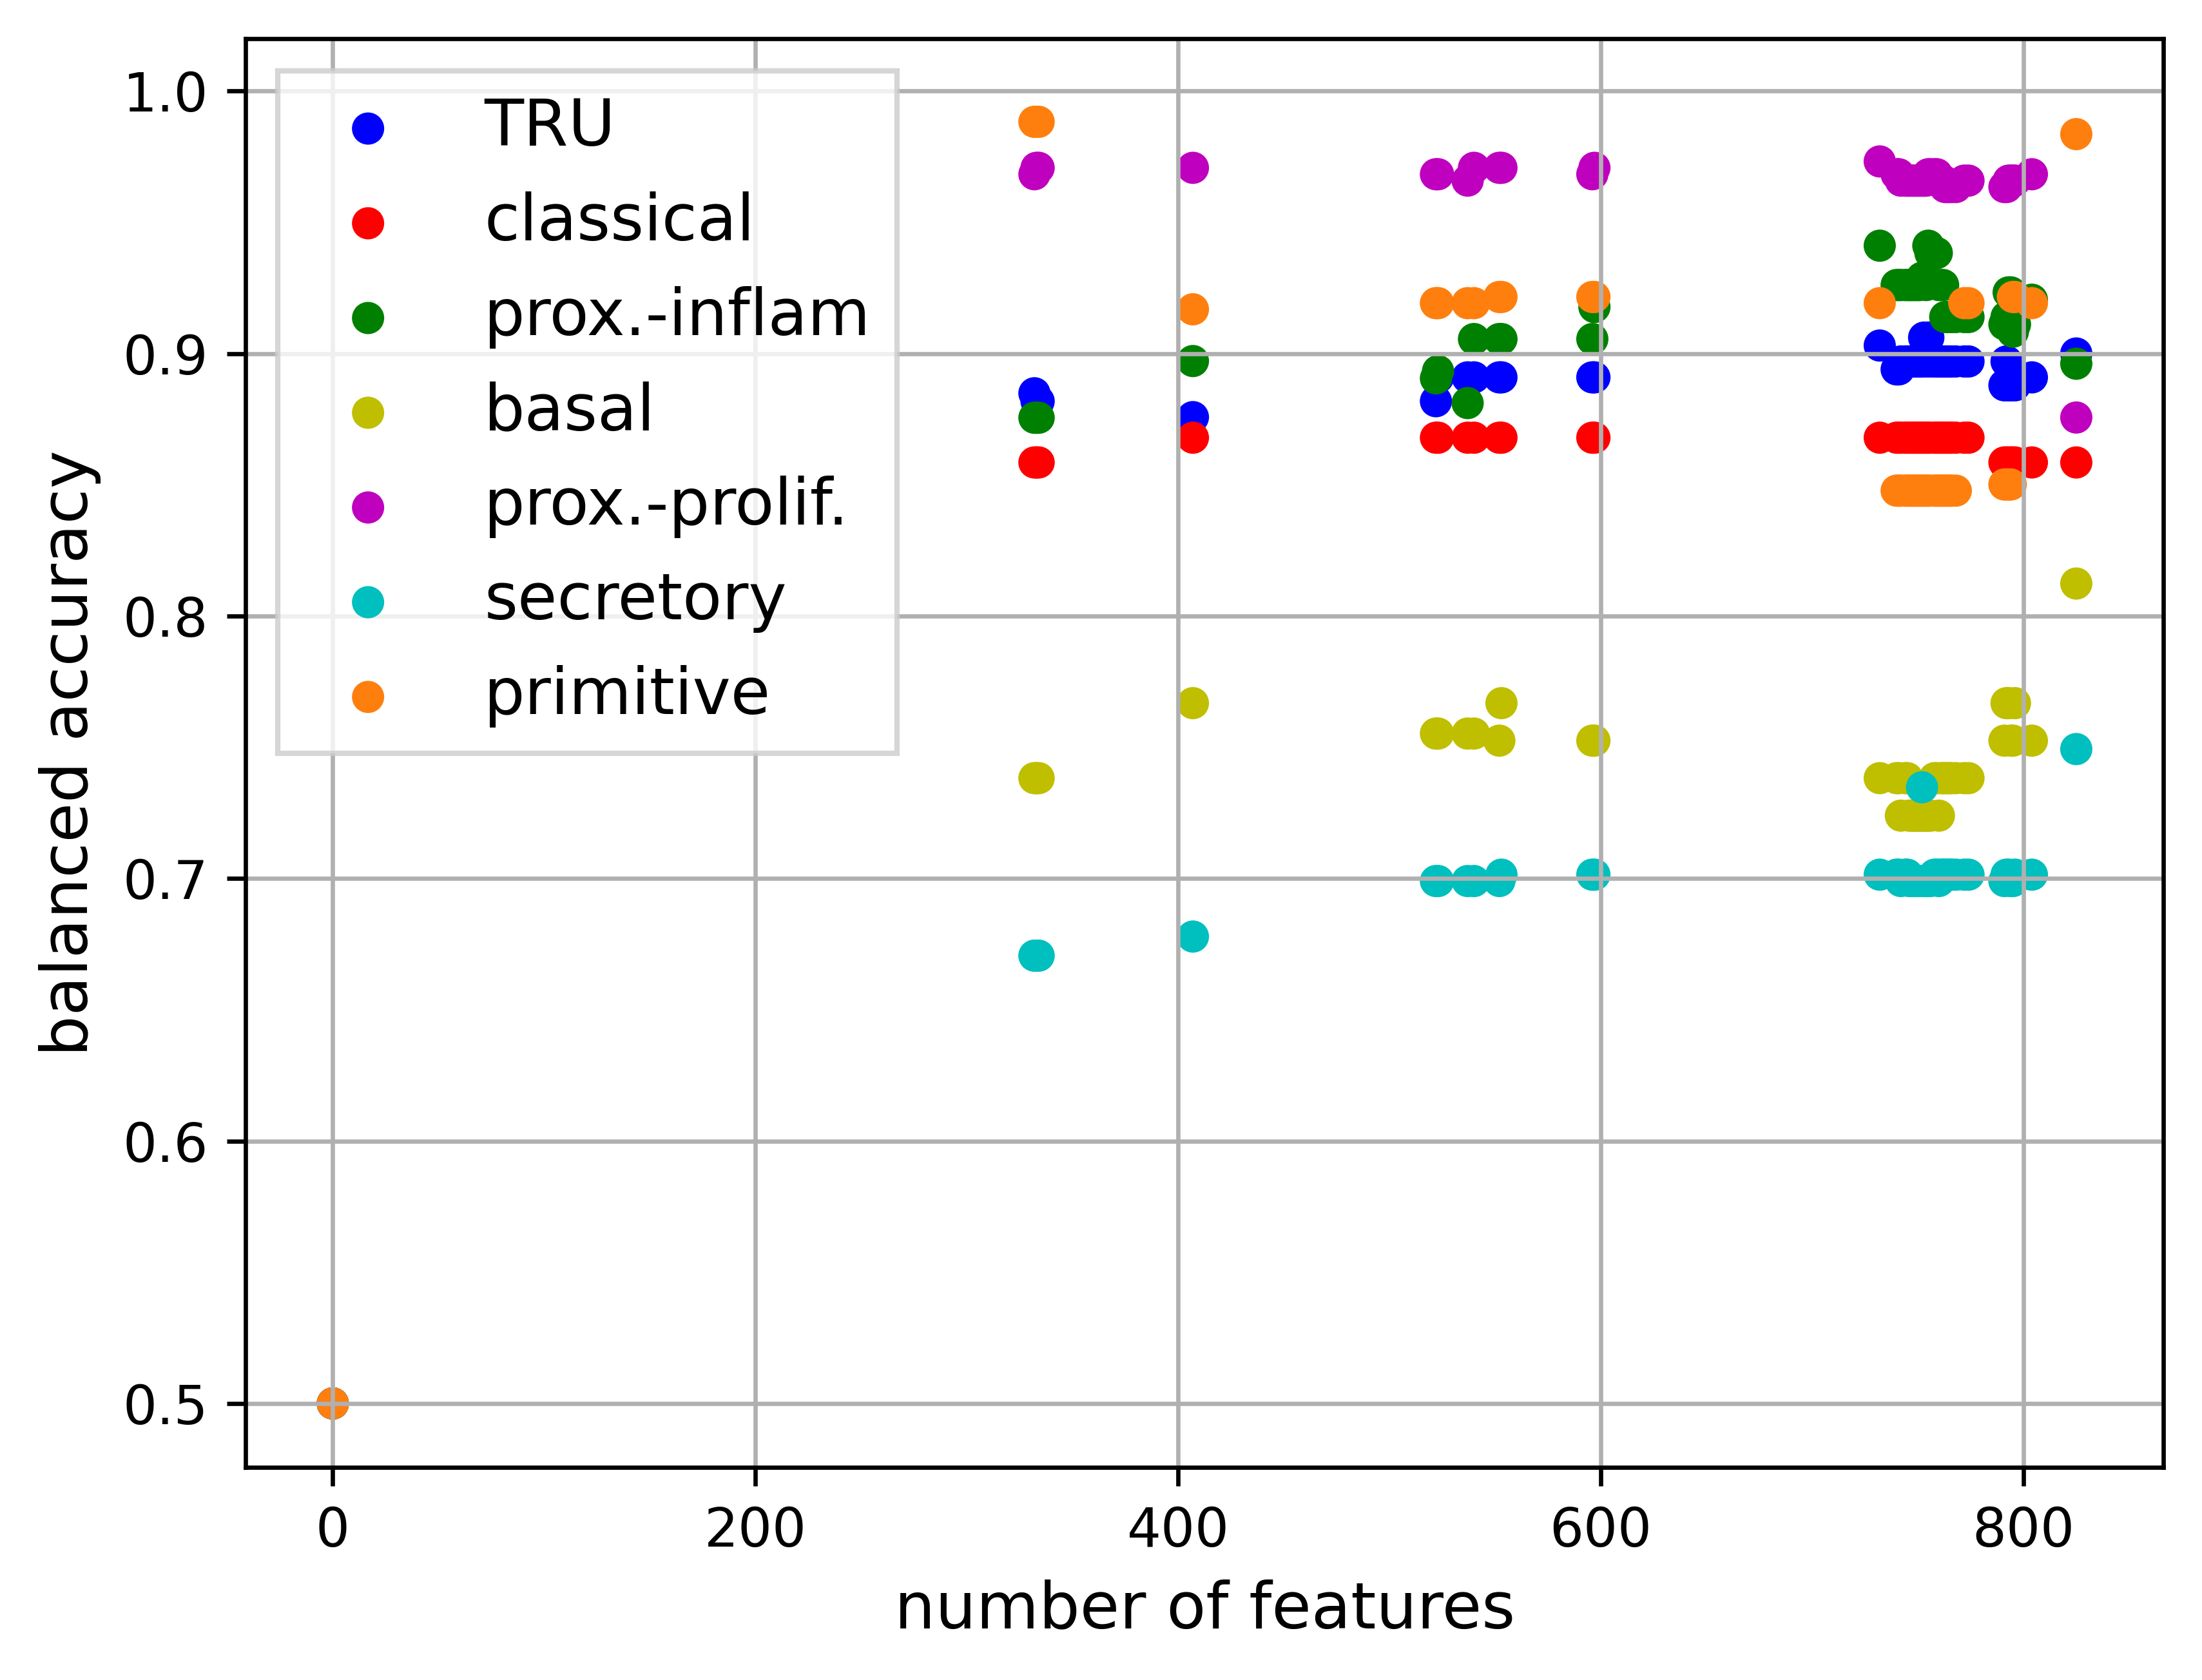 1.0
0.9
0.8
0.7
0.6
0.5
balanced accuracy
TRU
classical
prox.-inflam
basal
prox.-prolif.
secretory
primitive
0 200 400 600 800
number of features